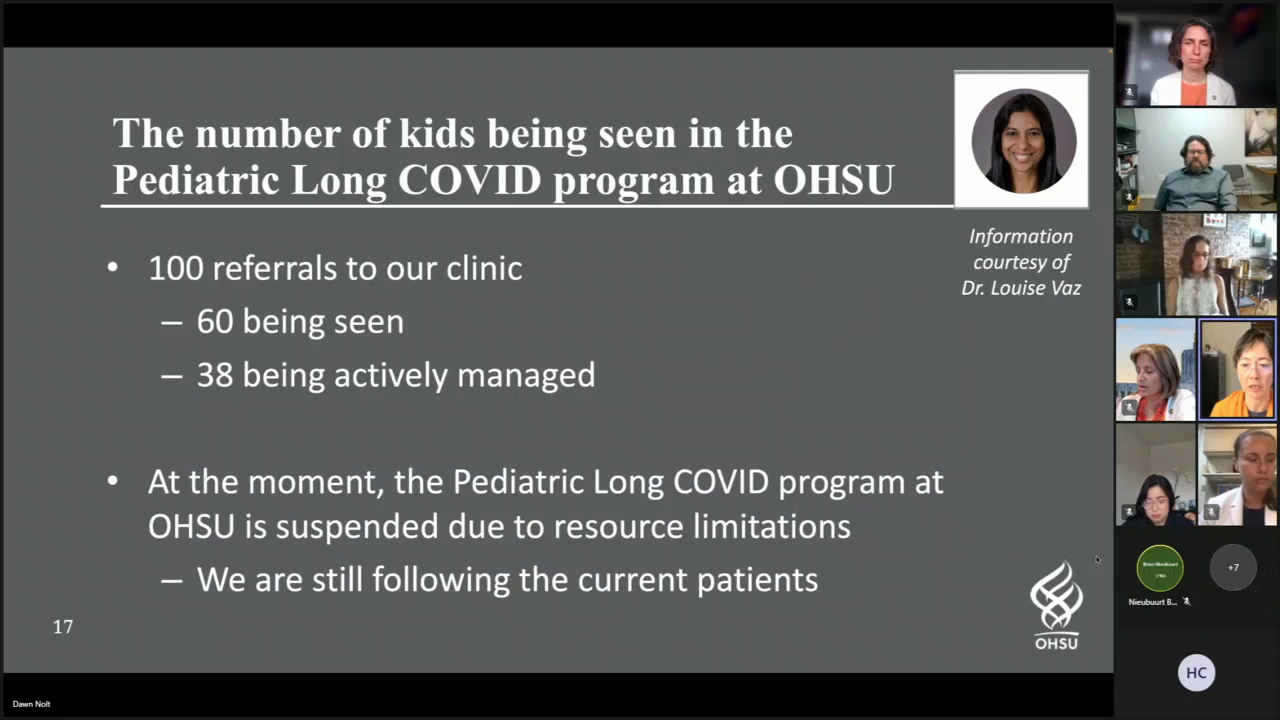 The number of kids being seen in the
Pediatric Long COVID program at OHSU
Information
courtesy of
Dr. Louise Vaz
• 100 referrals to our clinic
– 60 being seen
– 38 being actively managed
• At the moment, the Pediatric Long COVID program at
OHSU is suspended due to resource limitations
– We are still following the current patients
17
OHSU
Dawn Nolt
Brian Nieubuurt
+7
Nieubuurt B...
HC